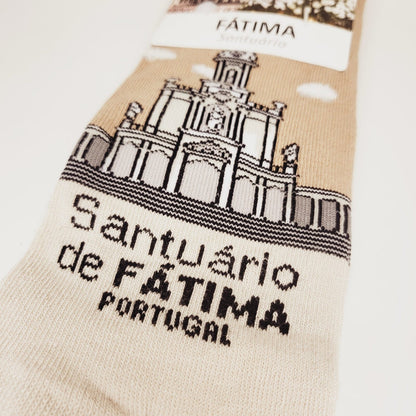 FÁTIMA
Santuário
Santuário
de FÁTIMA
PORTUGAL